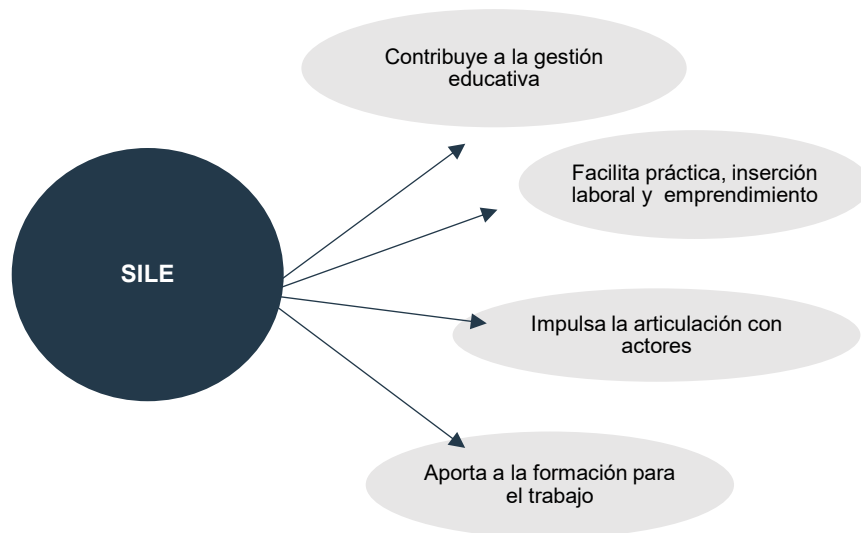 Contribuye a la gestión
educativa
Facilita práctica, inserción
laboral y  emprendimiento
SILE
Impulsa la articulación con
actores
Aporta a la formación para
el trabajo